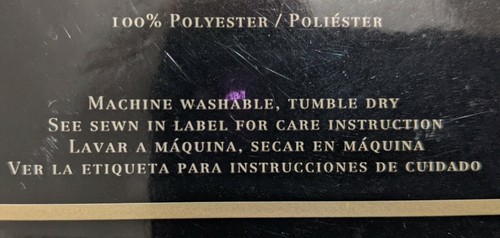 100% Polyester / Poliéster
Machine washable, tumble dry
See sewn in label for care instruction
Lavar a máquina, secar en máquina
Ver la etiqueta para instrucciones de cuidado